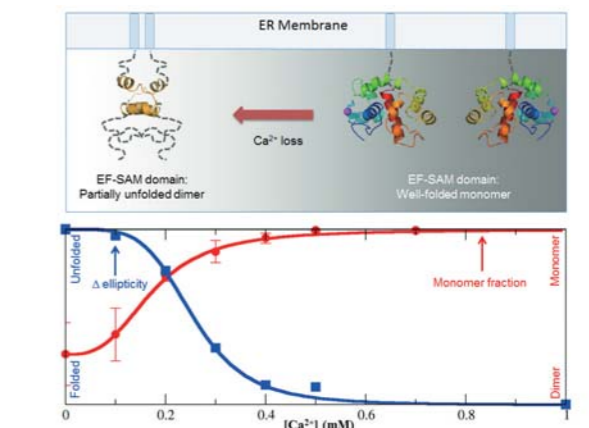 ER Membrane
Ca²⁺ loss
EF-SAM domain:
Partially unfolded dimer
EF-SAM domain:
Well-folded monomer
Unfolded
Folded
Δ ellipticity
Monomer fraction
Monomer
Dimer
0
0.2
0.4
0.6
0.8
1
[Ca²⁺] (mM)